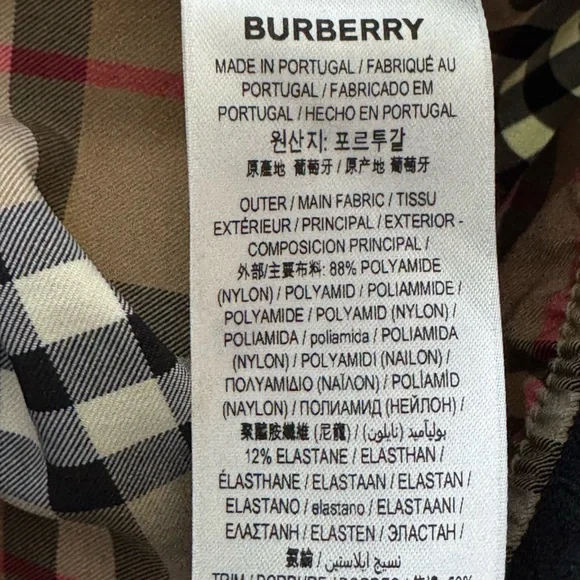 BURBERRY
MADE IN PORTUGAL / FABRIQUÉ AU
PORTUGAL / FABRICADO EM
PORTUGAL / HECHO EN PORTUGAL
원산지: 포르투갈
原產地 葡萄牙 / 原产地 葡萄牙
OUTER / MAIN FABRIC / TISSU
EXTÉRIEUR / PRINCIPAL / EXTERIOR -
COMPOSICION PRINCIPAL /
外部/主要布料: 88% POLYAMIDE
(NYLON) / POLYAMID / POLIAMMIDE /
POLYAMIDE / POLYAMID (NYLON) /
POLIAMIDA / poliamida / POLIAMIDA
(NYLON) / POLYAMIDI (NAILON) /
ΠΟΛΥΑΜΙΔΙΟ (ΝΑΪΛΟΝ) / POLİAMİD
(NAYLON) / ПОЛИАМИД (НЕЙЛОН) /
聚醯胺纖維 (尼龍) / بوليآميد (نايلون) /
12% ELASTANE / ELASTHAN /
ÉLASTHANE / ELASTAAN / ELASTAN /
ELASTANO / elastano / ELASTAANI /
ΕΛΑΣΤΑΝΗ / ELASTEN / ЭЛАСТАН /
氨綸 / نسيج ايلاستين /
TRIM /